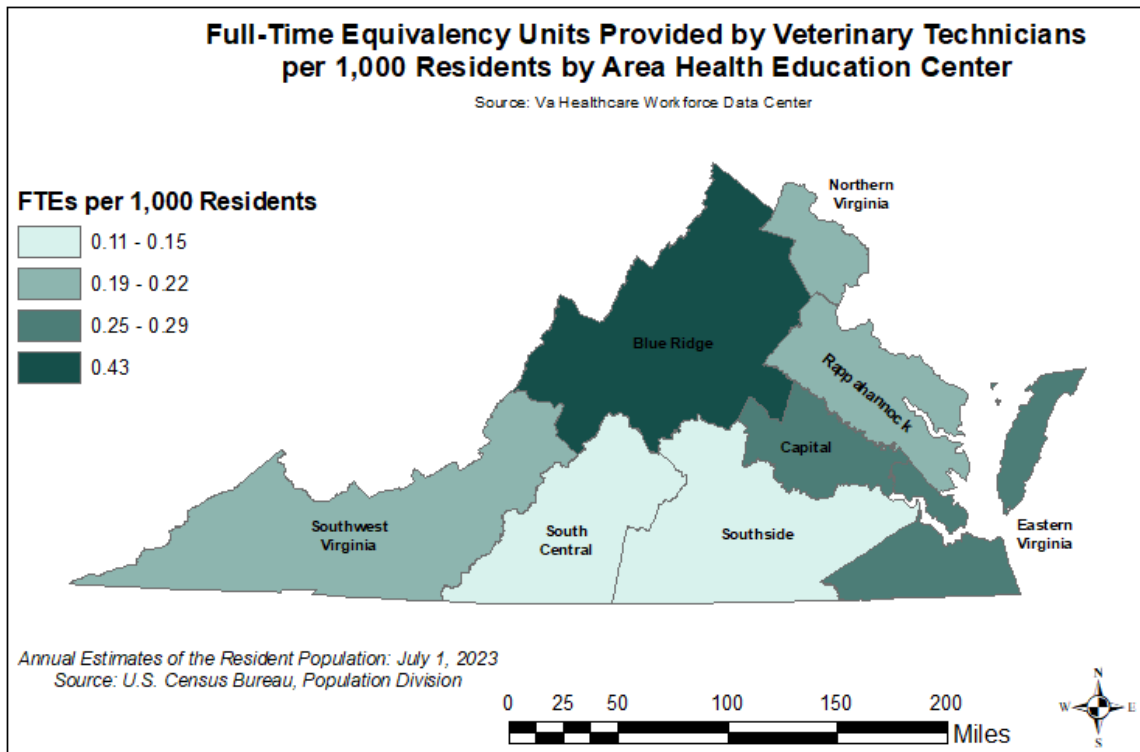 Full-Time Equivalency Units Provided by Veterinary Technicians
per 1,000 Residents by Area Health Education Center
Source: Va Healthcare Workforce Data Center
FTEs per 1,000 Residents
0.11 - 0.15
0.19 - 0.22
0.25 - 0.29
0.43
Northern
Virginia
Blue Ridge
Rappahannock
Capital
Southwest
Virginia
South
Central
Southside
Eastern
Virginia
Annual Estimates of the Resident Population: July 1, 2023
Source: U.S. Census Bureau, Population Division
0 25 50 100 150 200
Miles
N
W E
S